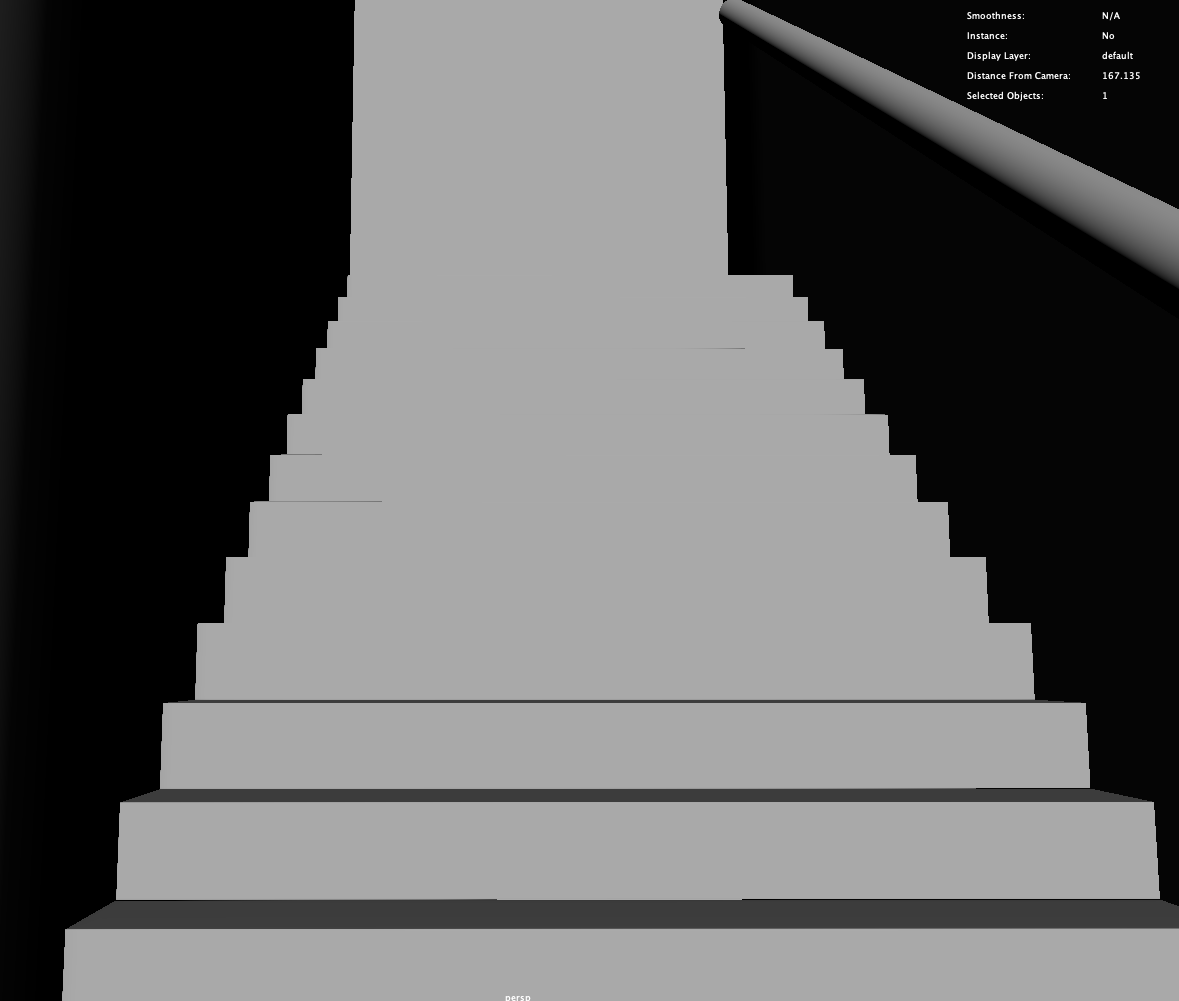 Smoothness: N/A
Instance: No
Display Layer: default
Distance From Camera: 167.135
Selected Objects: 1
persp